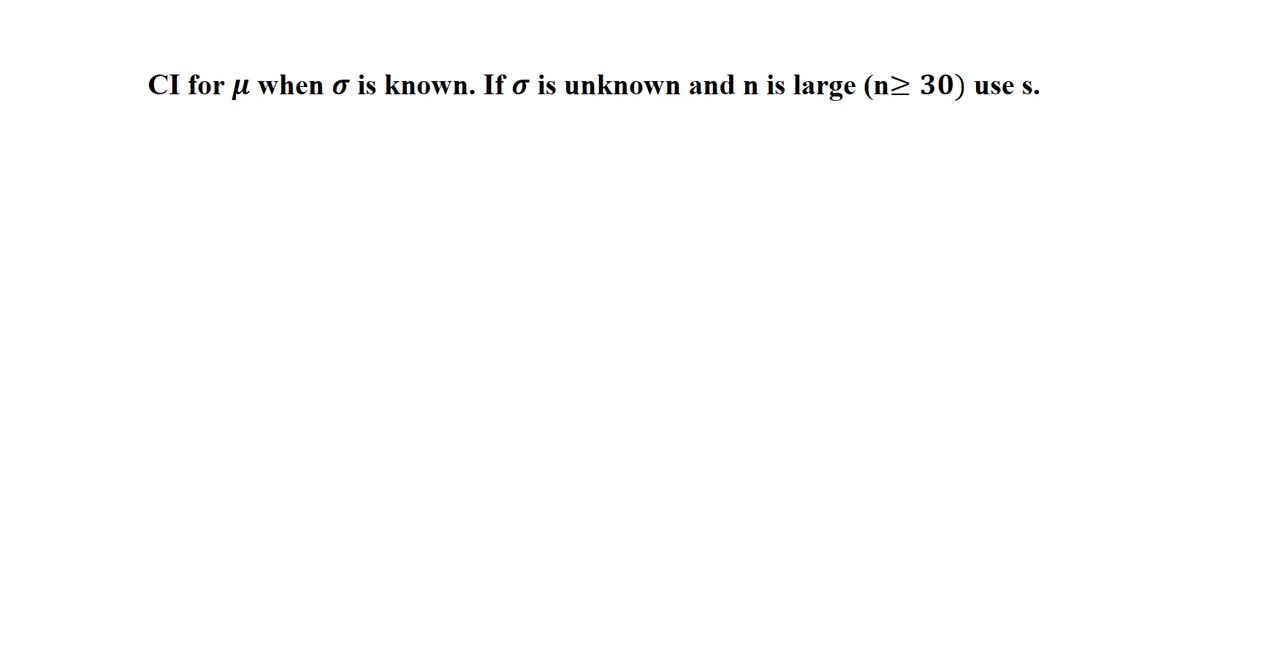 CI for μ when σ is known. If σ is unknown and n is large (n≥ 30) use s.